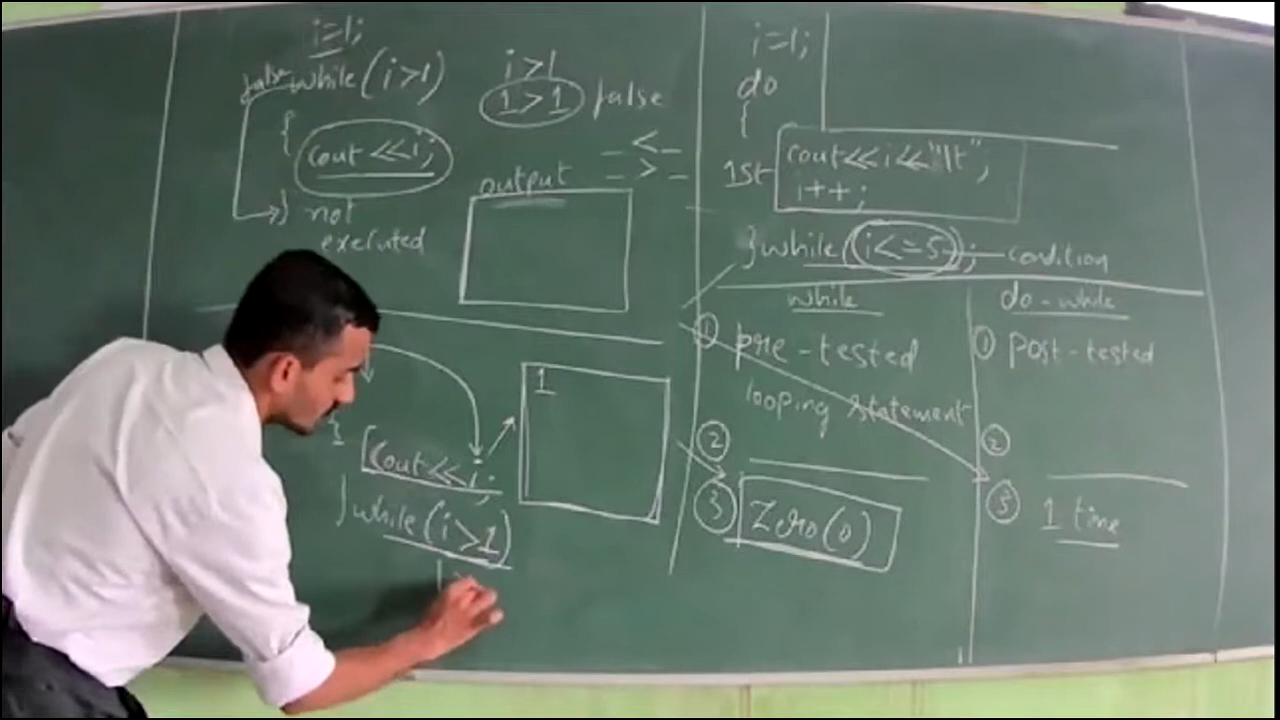 i=1;
false while(i>1)
{
cout<<i;
} not
executed
i>1
1>1 false
_<_
_>_
output
{ cout<<i;
} while(i>1)
1
i=1;
do
{
1st cout<<i<<"\t";
i++;
} while(i<=5); condition
while
① pre-tested
looping statement
②
③ Zero(0)
do-while
① post-tested
②
③ 1 time